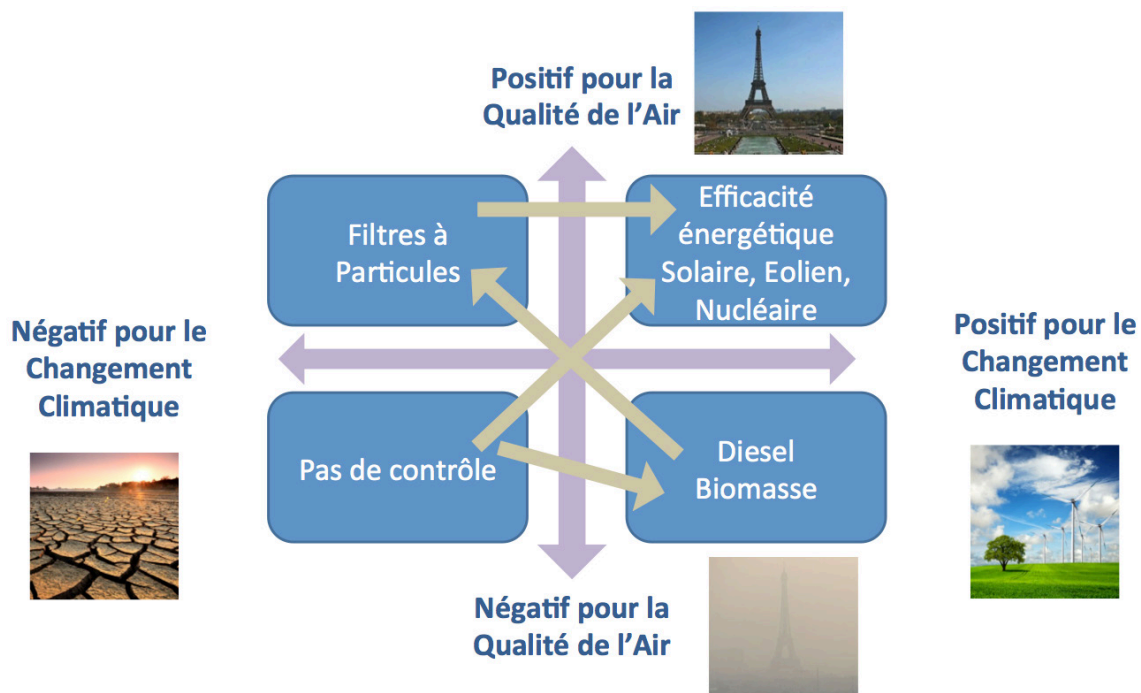 Positif pour la
Qualité de l’Air
Filtres à
Particules
Efficacité
énergétique
Solaire, Eolien,
Nucléaire
Négatif pour le
Changement
Climatique
Positif pour le
Changement
Climatique
Pas de contrôle
Diesel
Biomasse
Négatif pour la
Qualité de l’Air